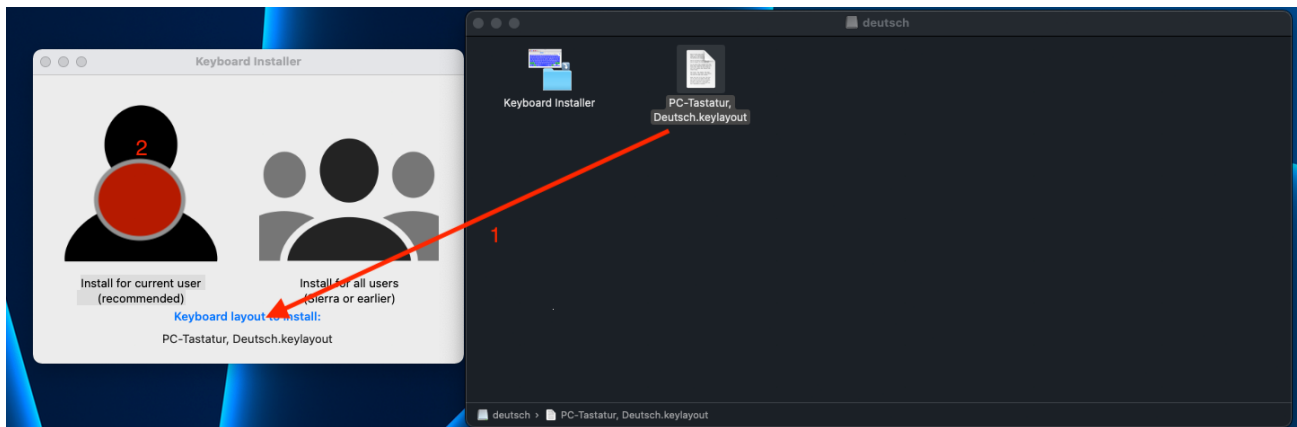 Keyboard Installer
2
Install for current user
(recommended)
Install for all users
(Sierra or earlier)
Keyboard layout to install:
PC-Tastatur, Deutsch.keylayout
deutsch
Keyboard Installer
PC-Tastatur,
Deutsch.keylayout
1
deutsch › PC-Tastatur, Deutsch.keylayout